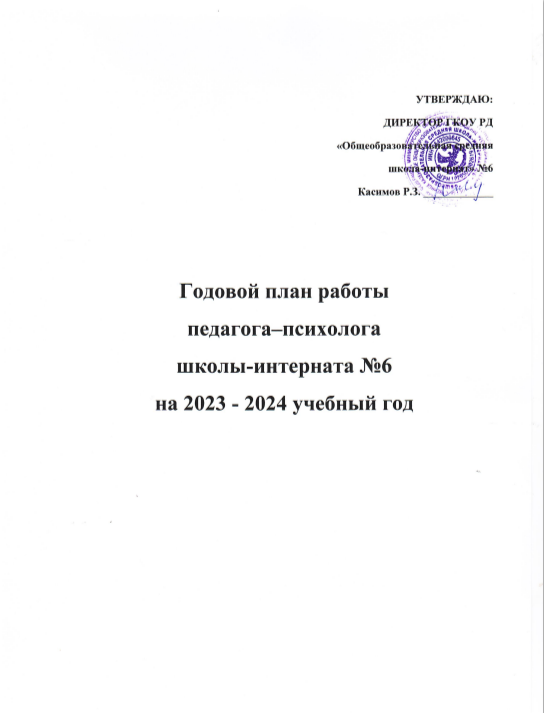 УТВЕРЖДАЮ:
ДИРЕКТОР ГКОУ РД
«Общеобразовательная средняя
школа-интернат» №6
Касимов Р.З.
Годовой план работы
педагога–психолога
школы-интерната №6
на 2023 - 2024 учебный год